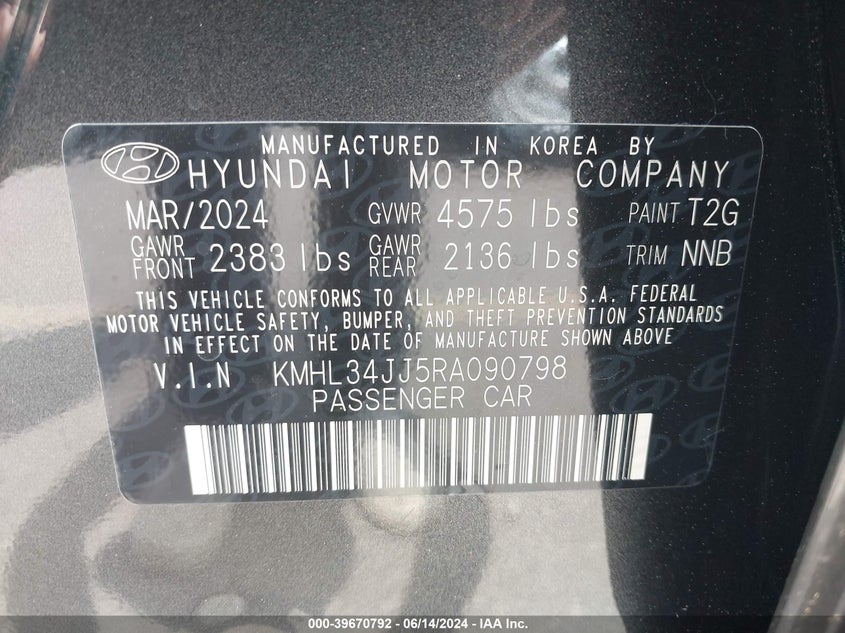 MANUFACTURED IN KOREA BY
HYUNDAI MOTOR COMPANY
MAR/2024 GVWR 4575 lbs PAINT T2G
GAWR FRONT 2383 lbs GAWR REAR 2136 lbs TRIM NNB
THIS VEHICLE CONFORMS TO ALL APPLICABLE U.S.A. FEDERAL
MOTOR VEHICLE SAFETY, BUMPER, AND THEFT PREVENTION STANDARDS
IN EFFECT ON THE DATE OF MANUFACTURE SHOWN ABOVE
V.I.N KMHL34JJ5RA090798
PASSENGER CAR
000-39670792 - 06/14/2024 - IAA Inc.